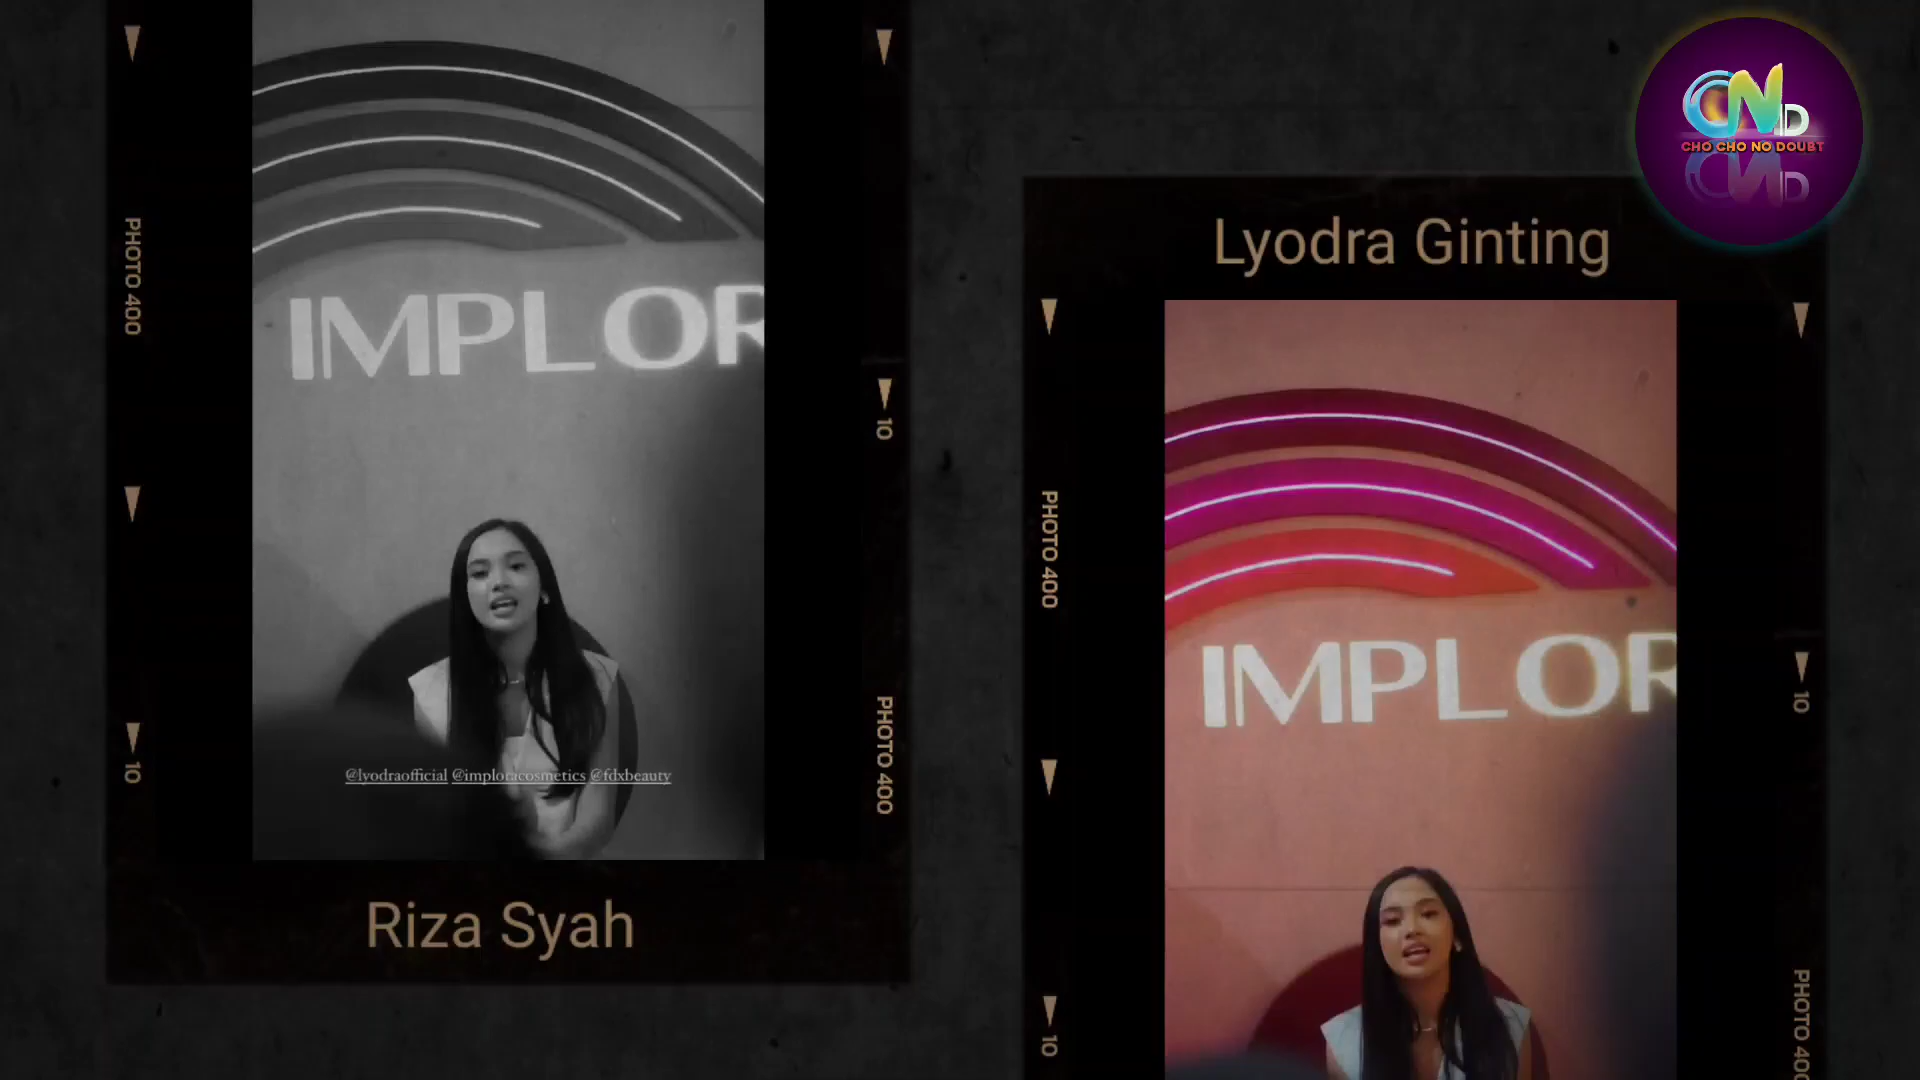 PHOTO 400
10
IMPLOR
10
PHOTO 400
@lyodraofficial @imploracosmetics @fdxbeauty
Riza Syah
CND
CHO CHO NO DOUBT
Lyodra Ginting
PHOTO 400
10
IMPLOR
10
PHOTO 400